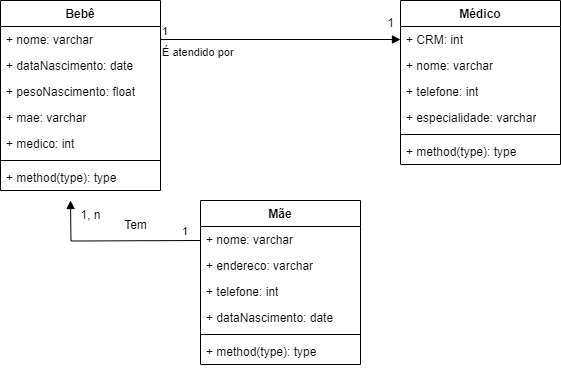 Bebê
+ nome: varchar
+ dataNascimento: date
+ pesoNascimento: float
+ mae: varchar
+ medico: int
+ method(type): type
1
1
É atendido por
Médico
+ CRM: int
+ nome: varchar
+ telefone: int
+ especialidade: varchar
+ method(type): type
1, n
Tem
1
Mãe
+ nome: varchar
+ endereco: varchar
+ telefone: int
+ dataNascimento: date
+ method(type): type